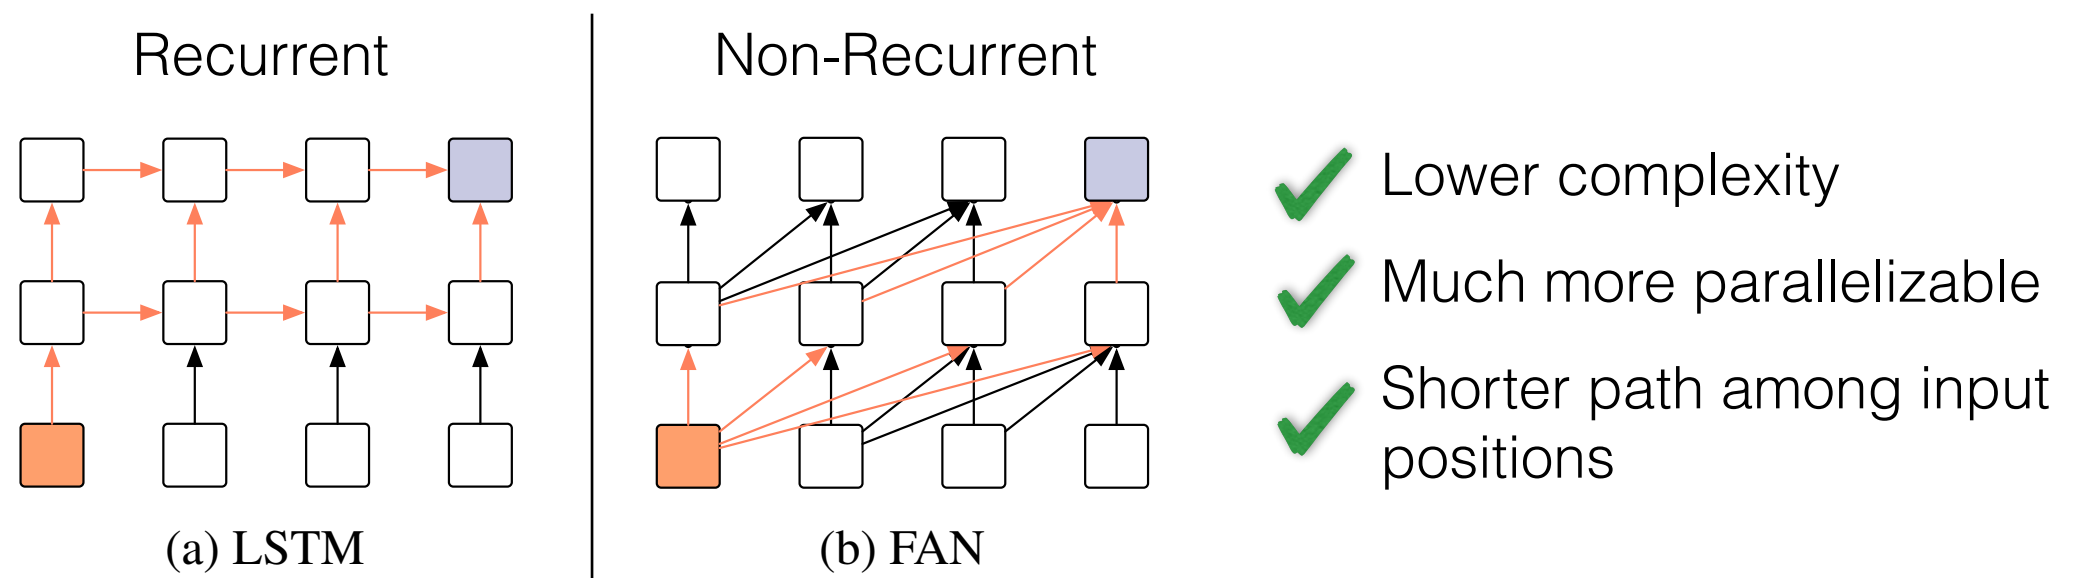 Recurrent
Non-Recurrent
Lower complexity
Much more parallelizable
Shorter path among input
positions
(a) LSTM
(b) FAN